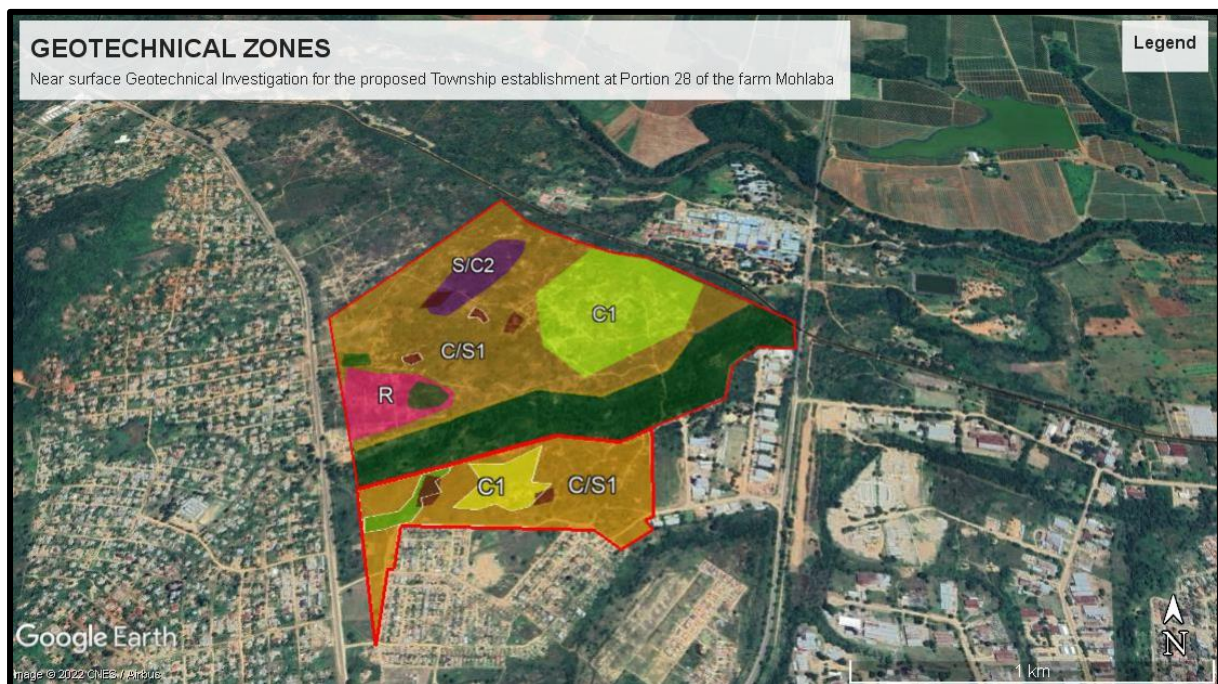 GEOTECHNICAL ZONES
Near surface Geotechnical Investigation for the proposed Township establishment at Portion 28 of the farm Mohlaba
Legend
S/C2
C1
C/S1
R
C1
C/S1
Google Earth
N
Image © 2022 CNES / Airbus
1 km